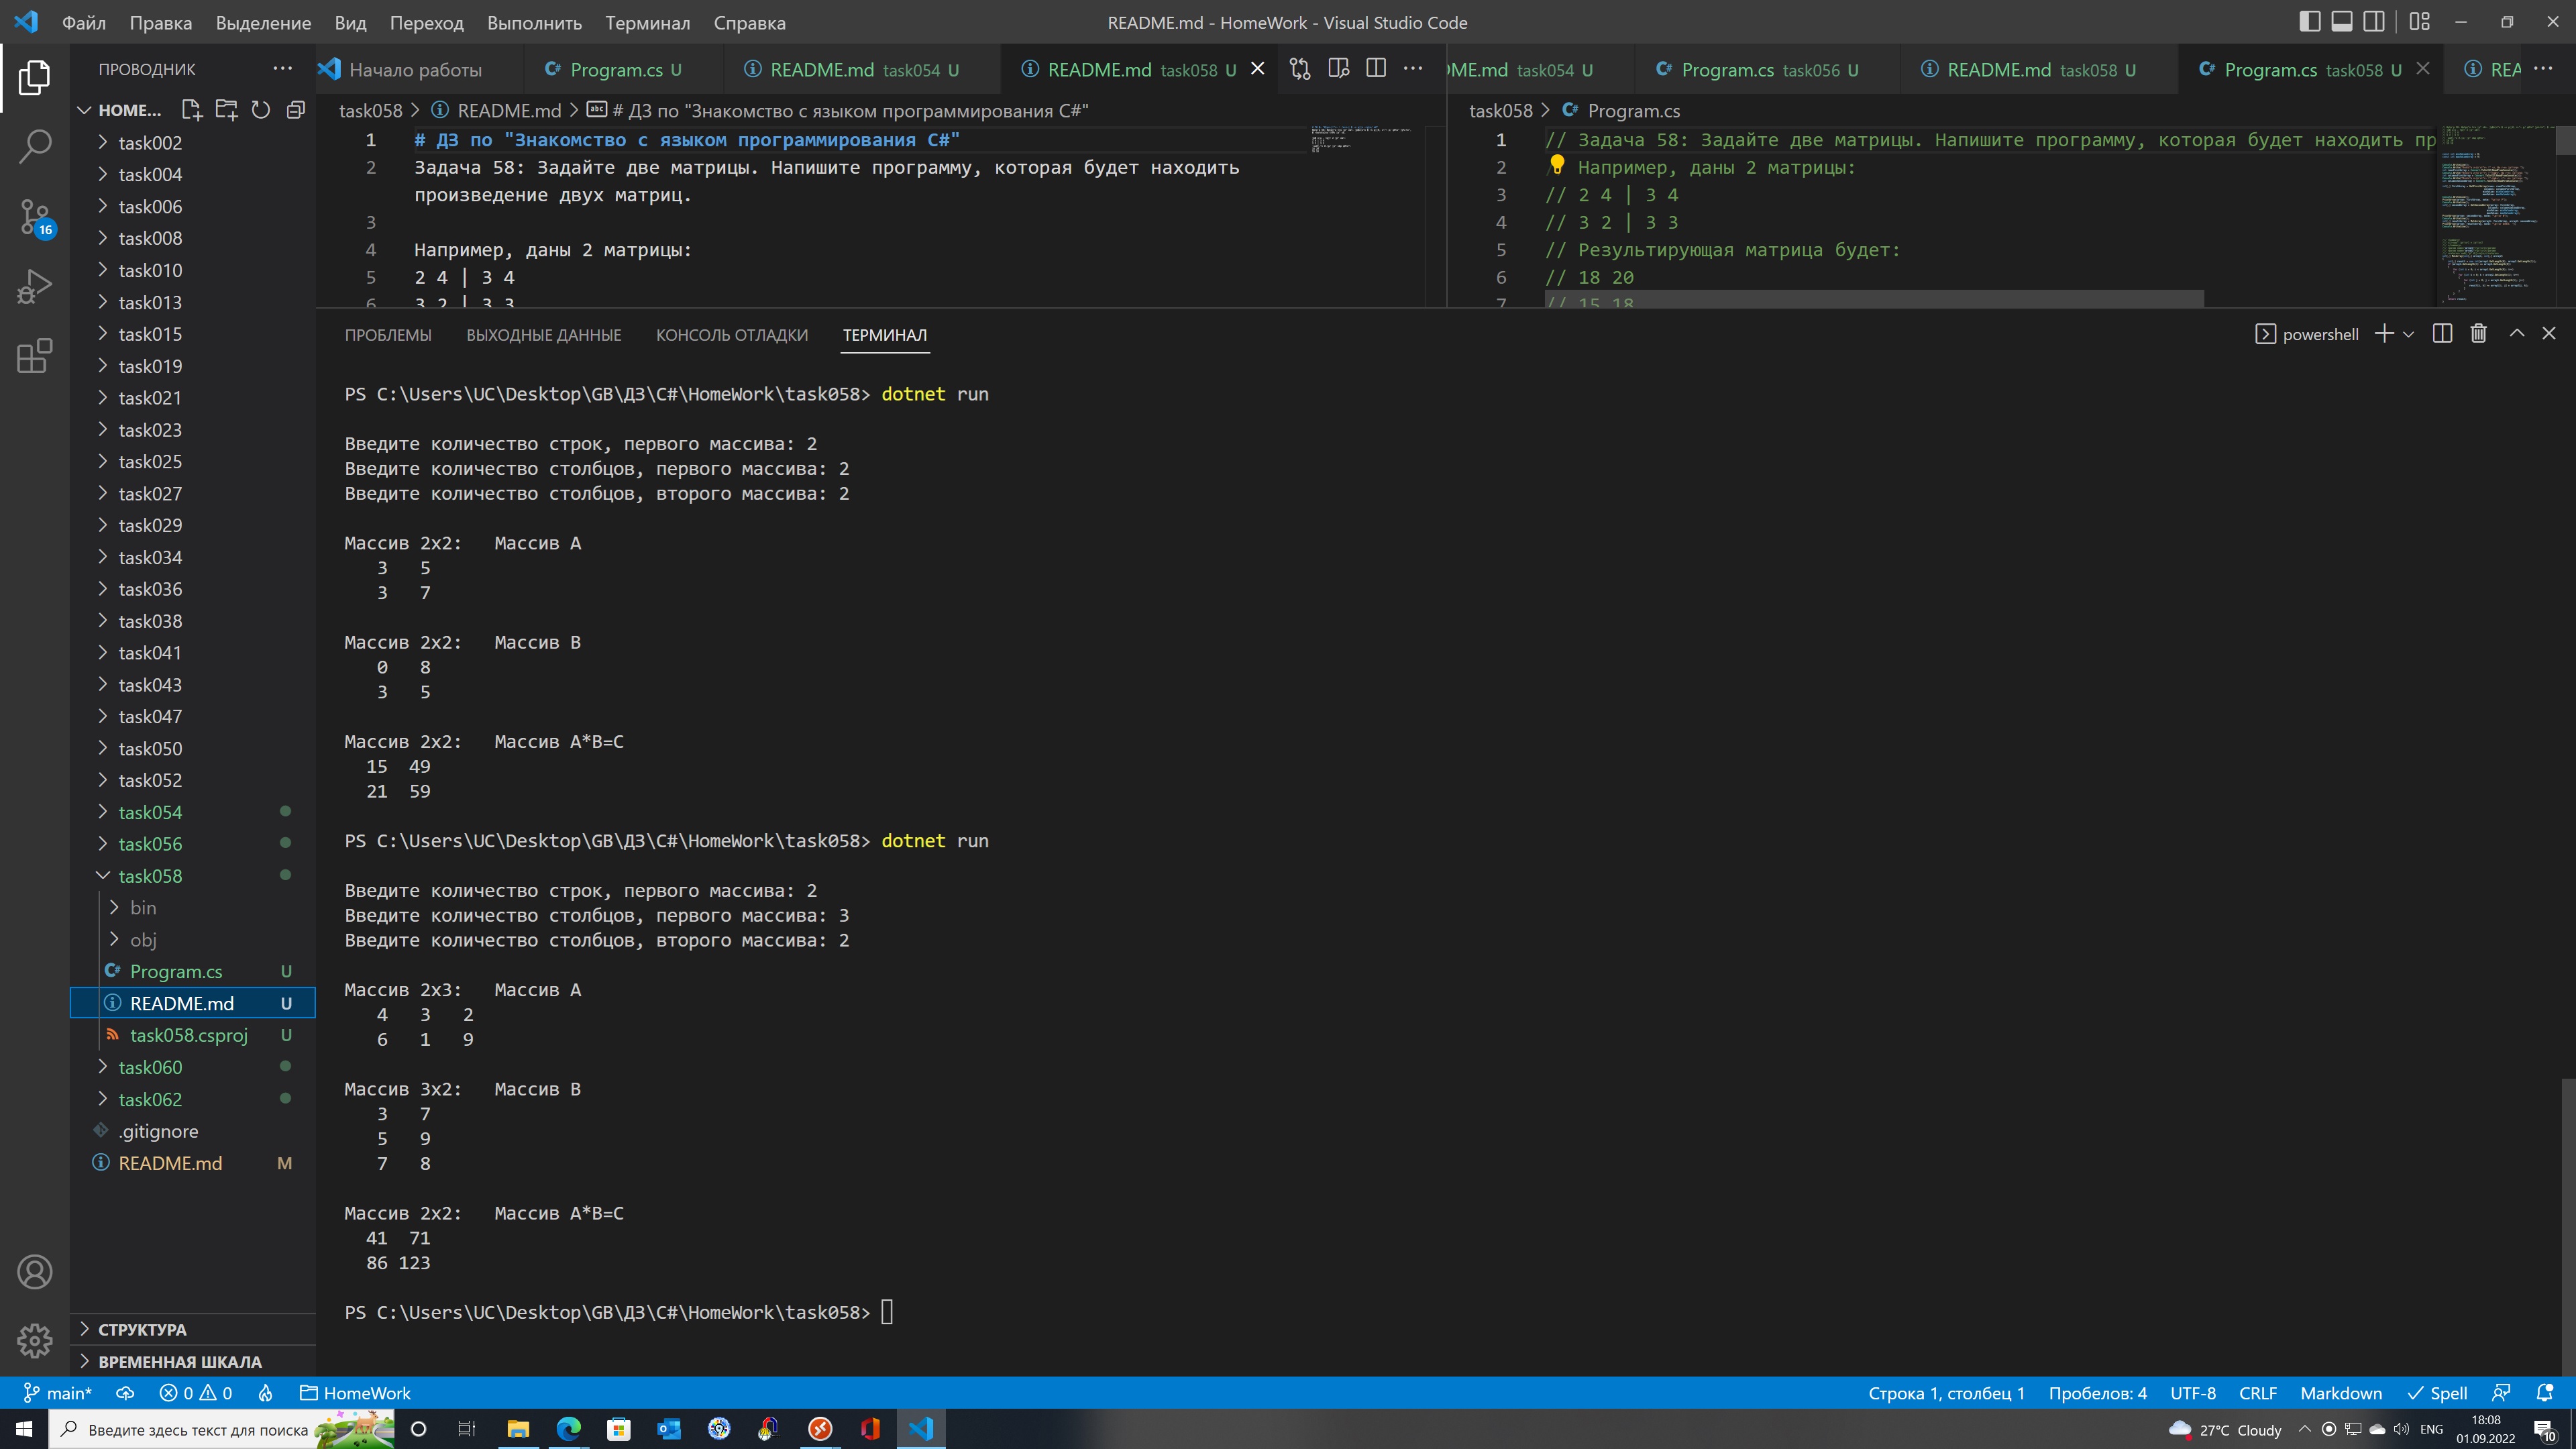 Файл Правка Выделение Вид Переход Выполнить Терминал Справка README.md - HomeWork - Visual Studio Code
ПРОВОДНИК
HOME...
task002
task004
task006
task008
task010
task013
task015
task019
task021
task023
task025
task027
task029
task034
task036
task038
task041
task043
task047
task050
task052
task054
task056
task058
bin
obj
Program.cs U
README.md U
task058.csproj U
task060
task062
.gitignore
README.md M
СТРУКТУРА
ВРЕМЕННАЯ ШКАЛА
16
Начало работы Program.cs U README.md task054 U README.md task058 U
task058 > README.md > # ДЗ по "Знакомство с языком программирования C#"
1 # ДЗ по "Знакомство с языком программирования C#"
2 Задача 58: Задайте две матрицы. Напишите программу, которая будет находить
произведение двух матриц.
3
4 Например, даны 2 матрицы:
5 2 4 | 3 4
6 3 2 | 3 3
ME.md task054 U Program.cs task056 U README.md task058 U Program.cs task058 U REA
task058 > Program.cs
1 // Задача 58: Задайте две матрицы. Напишите программу, которая будет находить пр
2 // Например, даны 2 матрицы:
3 // 2 4 | 3 4
4 // 3 2 | 3 3
5 // Результирующая матрица будет:
6 // 18 20
7 // 15 18
ПРОБЛЕМЫ ВЫХОДНЫЕ ДАННЫЕ КОНСОЛЬ ОТЛАДКИ ТЕРМИНАЛ powershell
PS C:\Users\UC\Desktop\GB\ДЗ\C#\HomeWork\task058> dotnet run
Введите количество строк, первого массива: 2
Введите количество столбцов, первого массива: 2
Введите количество столбцов, второго массива: 2
Массив 2x2: Массив A
3 5
3 7
Массив 2x2: Массив B
0 8
3 5
Массив 2x2: Массив A*B=C
15 49
21 59
PS C:\Users\UC\Desktop\GB\ДЗ\C#\HomeWork\task058> dotnet run
Введите количество строк, первого массива: 2
Введите количество столбцов, первого массива: 3
Введите количество столбцов, второго массива: 2
Массив 2x3: Массив A
4 3 2
6 1 9
Массив 3x2: Массив B
3 7
5 9
7 8
Массив 2x2: Массив A*B=C
41 71
86 123
PS C:\Users\UC\Desktop\GB\ДЗ\C#\HomeWork\task058>
main* 0 0 HomeWork Строка 1, столбец 1 Пробелов: 4 UTF-8 CRLF Markdown Spell
Введите здесь текст для поиска 27°C Cloudy ENG 18:08
01.09.2022 10